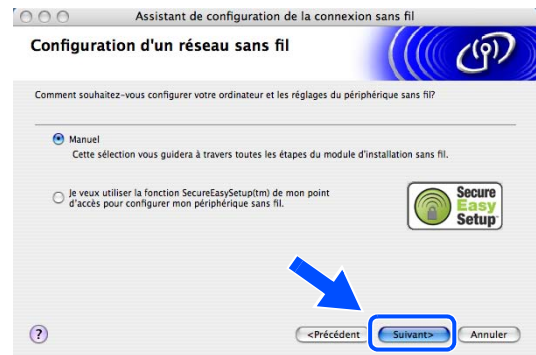 Assistant de configuration de la connexion sans fil
Configuration d'un réseau sans fil
Comment souhaitez-vous configurer votre ordinateur et les réglages du périphérique sans fil?
Manuel
Cette sélection vous guidera à travers toutes les étapes du module d'installation sans fil.
Je veux utiliser la fonction SecureEasySetup(tm) de mon point
d'accès pour configurer mon périphérique sans fil.
Secure
Easy
Setup
?
<Précédent
Suivant>
Annuler